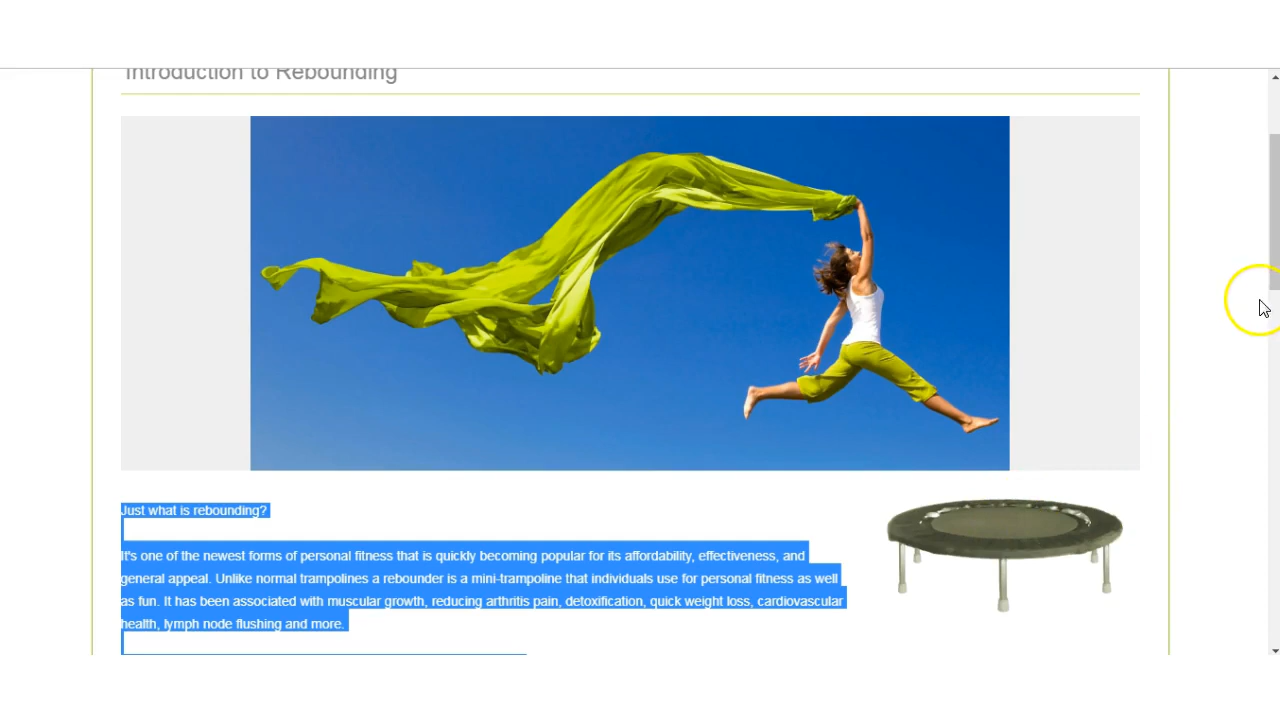 Introduction to Rebounding
Just what is rebounding?
It's one of the newest forms of personal fitness that is quickly becoming popular for its affordability, effectiveness, and
general appeal. Unlike normal trampolines a rebounder is a mini-trampoline that individuals use for personal fitness as well
as fun. It has been associated with muscular growth, reducing arthritis pain, detoxification, quick weight loss, cardiovascular
health, lymph node flushing and more.